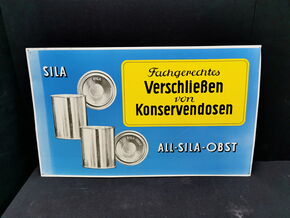 SILA
Fachgerechtes
Verschließen
von
Konservendosen
ALL-SILA-OBST